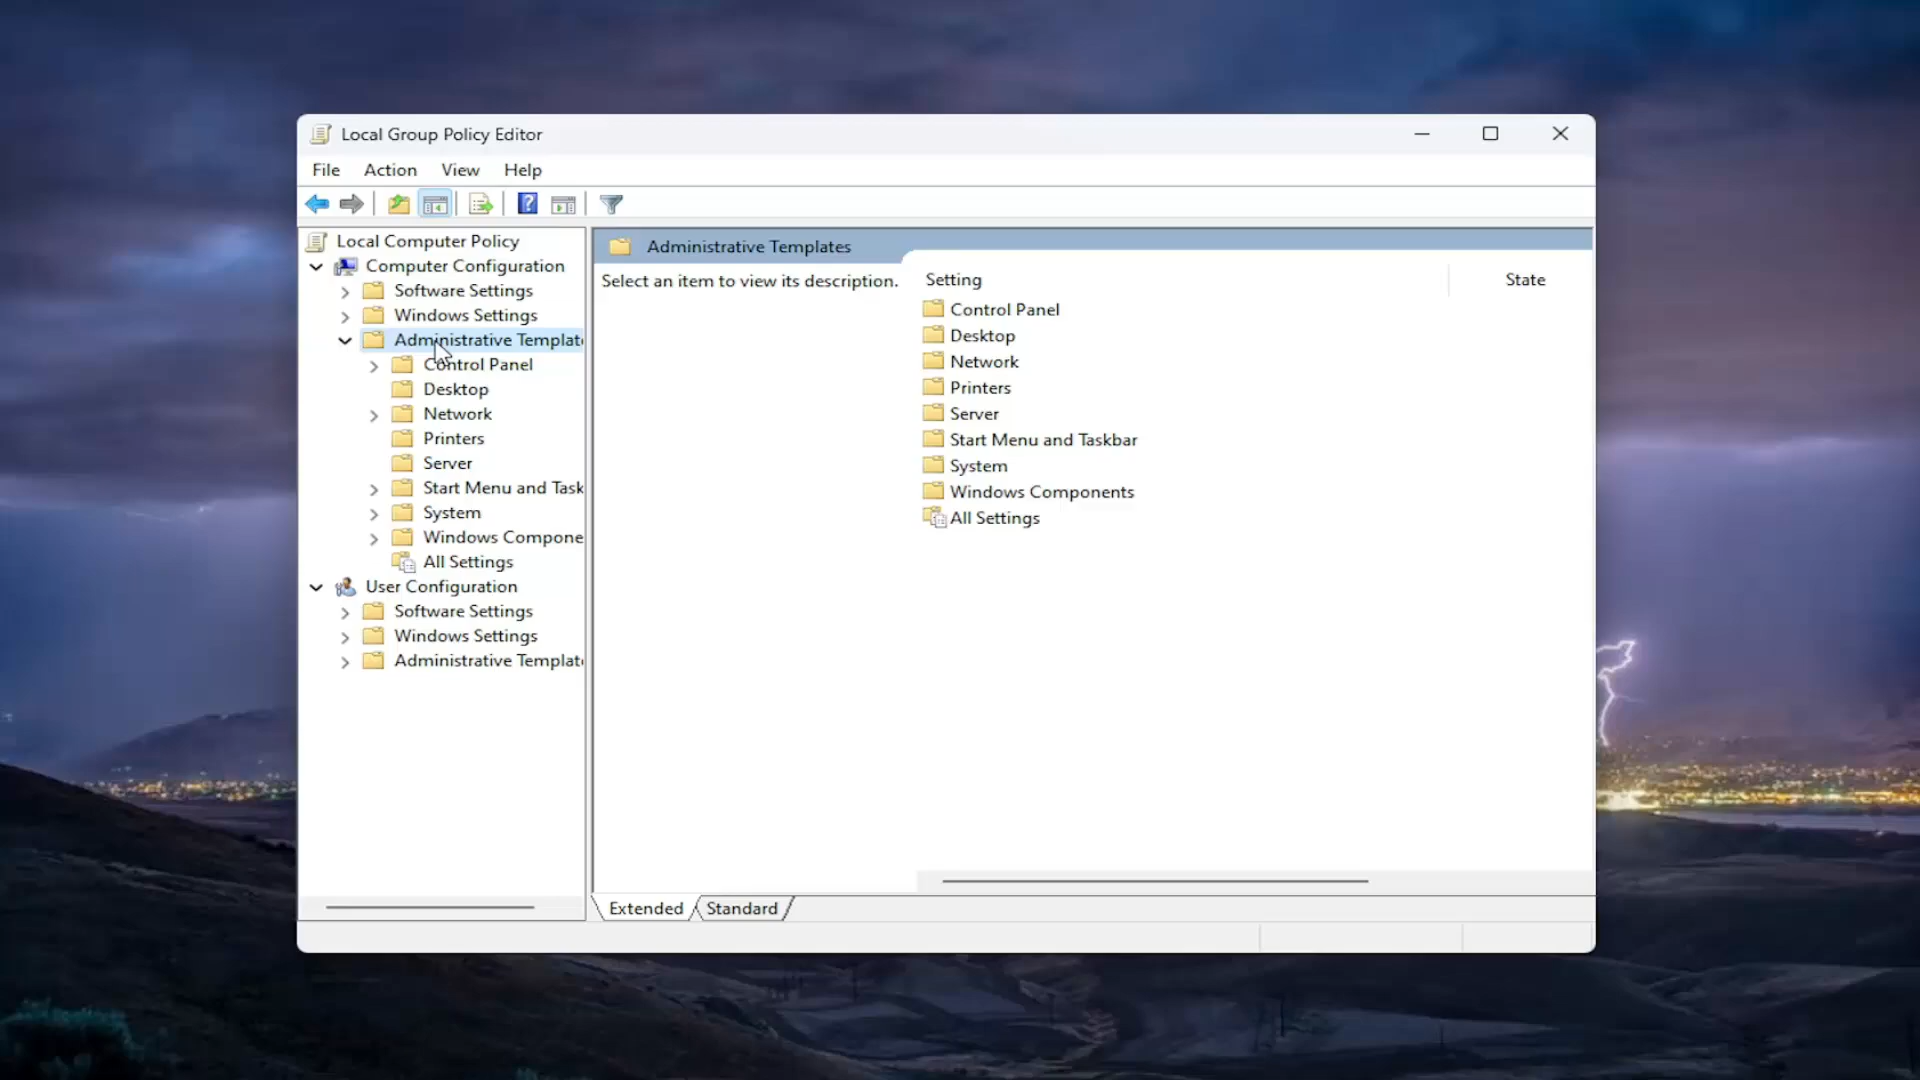 Local Group Policy Editor
File Action View Help
Local Computer Policy
Computer Configuration
Software Settings
Windows Settings
Administrative Templat
Control Panel
Desktop
Network
Printers
Server
Start Menu and Task
System
Windows Compone
All Settings
User Configuration
Software Settings
Windows Settings
Administrative Templat
Administrative Templates
Select an item to view its description.
Setting State
Control Panel
Desktop
Network
Printers
Server
Start Menu and Taskbar
System
Windows Components
All Settings
Extended Standard